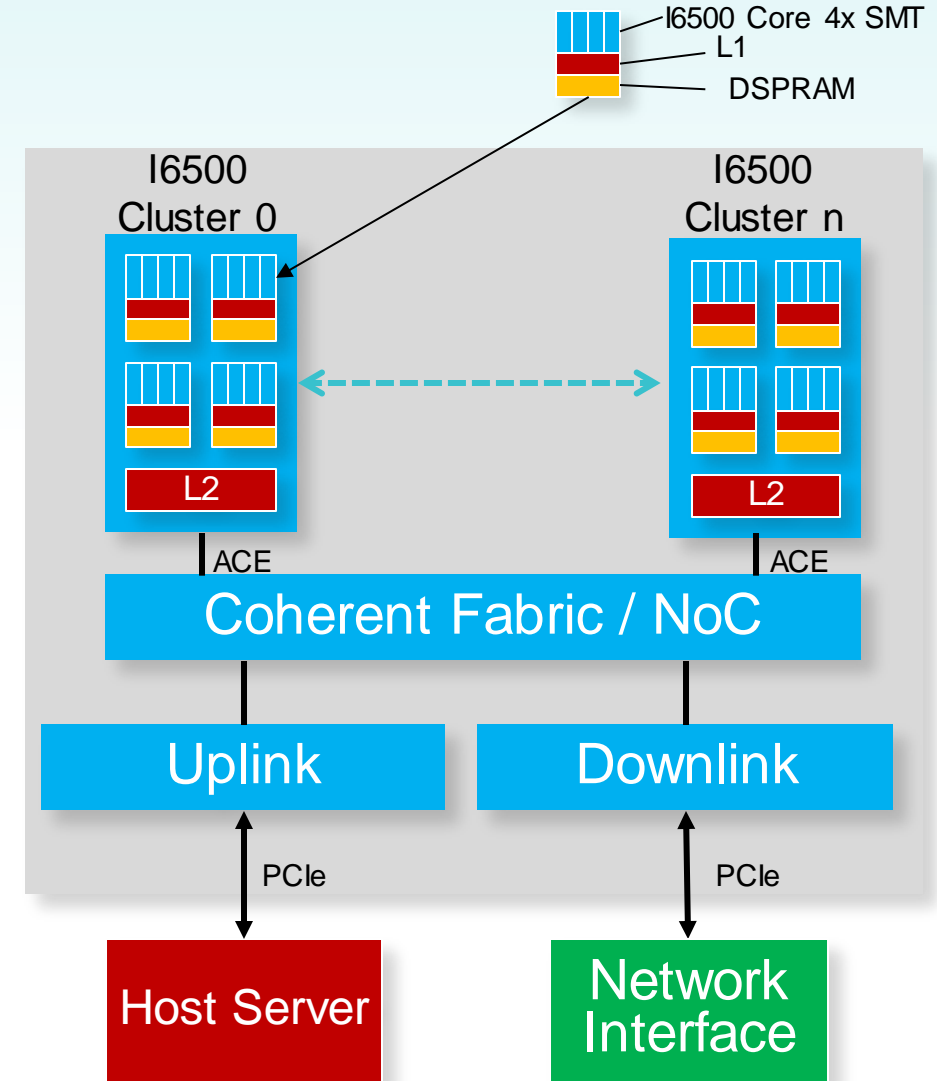 I6500 Core 4x SMT
L1
DSPRAM
I6500
Cluster 0
I6500
Cluster n
L2
L2
ACE
ACE
Coherent Fabric / NoC
Uplink
Downlink
PCIe
PCIe
Host Server
Network
Interface